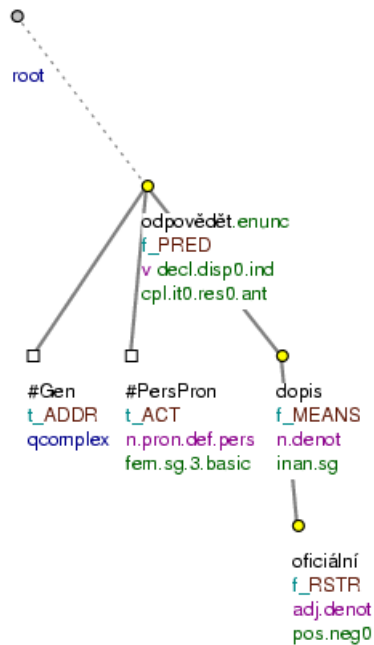 root
odpovědět.enunc
f_PRED
v decl.disp0.ind
cpl.it0.res0.ant
#Gen
t_ADDR
qcomplex
#PersPron
t_ACT
n.pron.def.pers
fem.sg.3.basic
dopis
f_MEANS
n.denot
inan.sg
oficiální
f_RSTR
adj.denot
pos.neg0